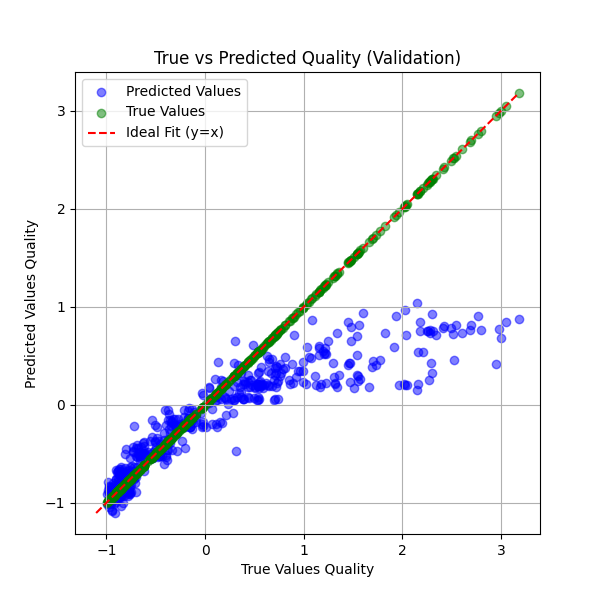 True vs Predicted Quality (Validation)
Predicted Values
True Values
Ideal Fit (y=x)
3
2
1
0
−1
Predicted Values Quality
−1 0 1 2 3
True Values Quality